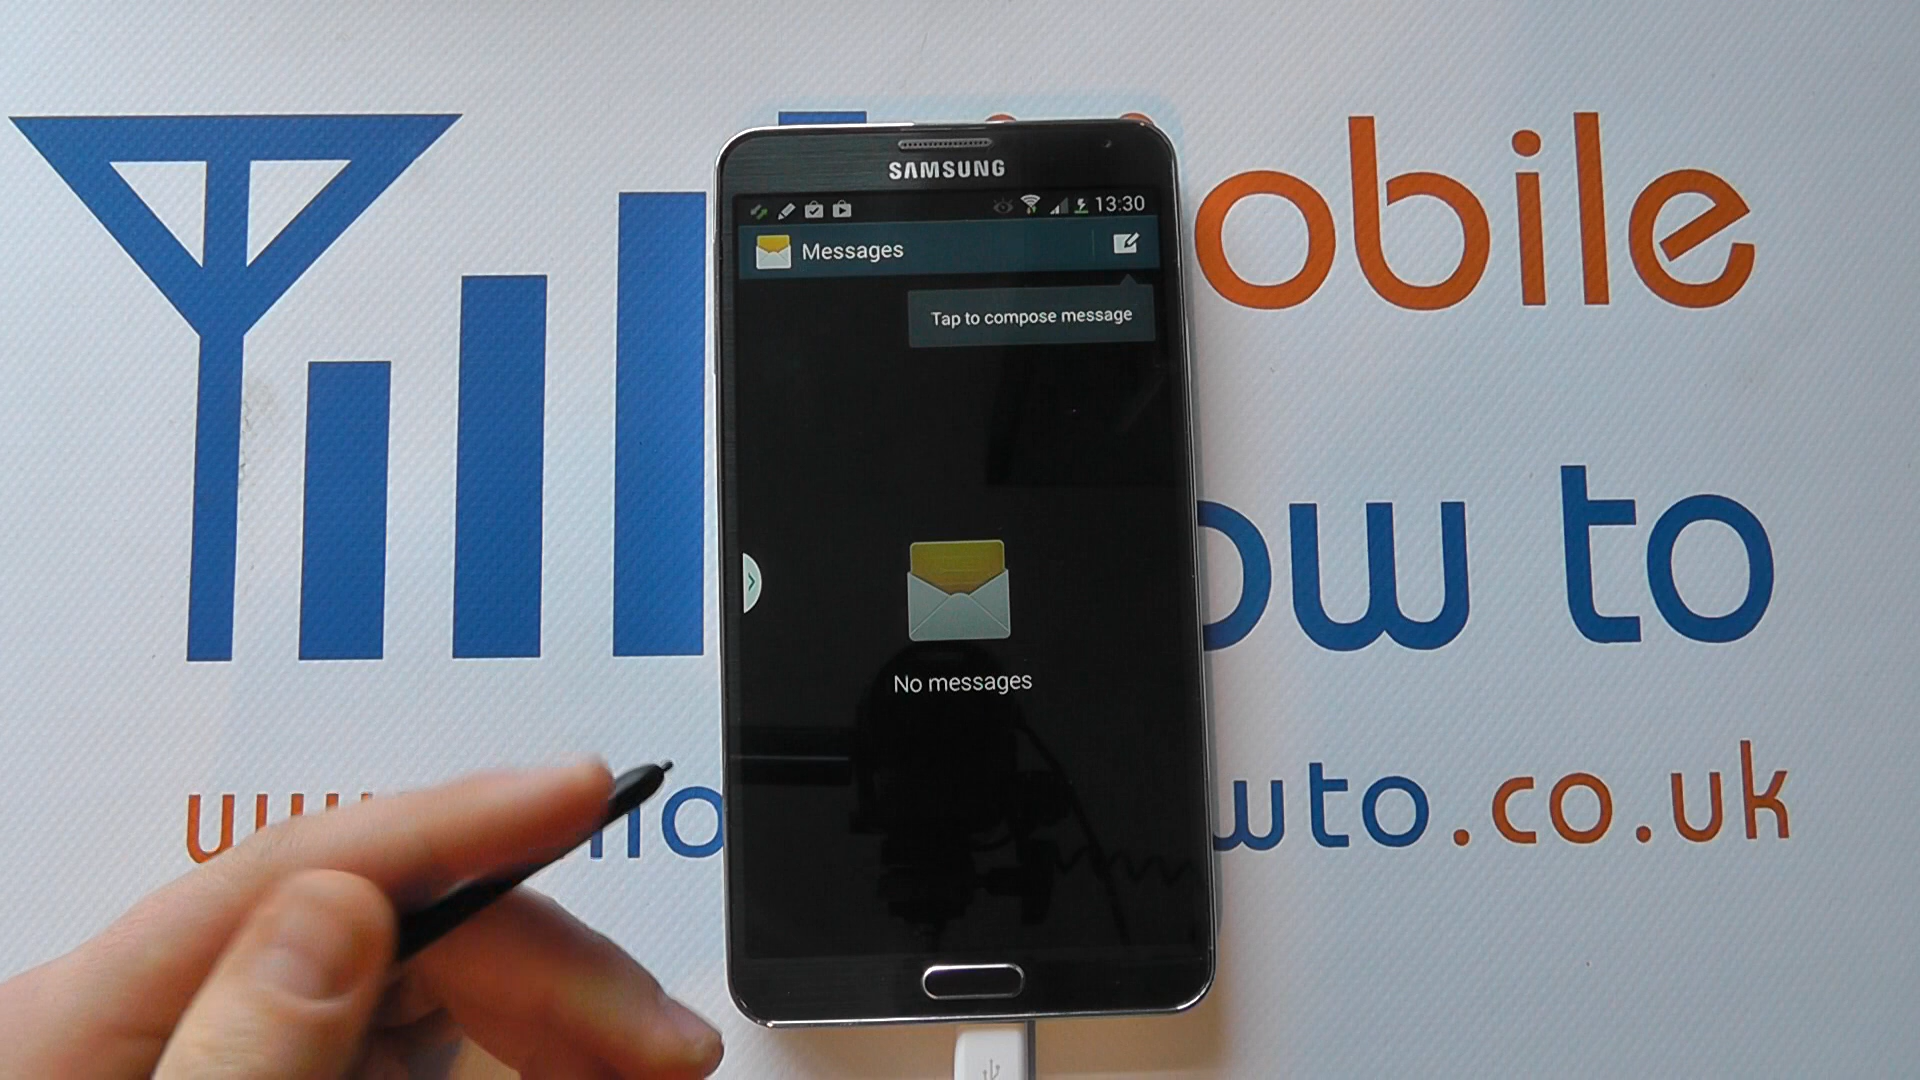 SAMSUNG
13:30
Messages
Tap to compose message
No messages
obile
ow to
wto.co.uk